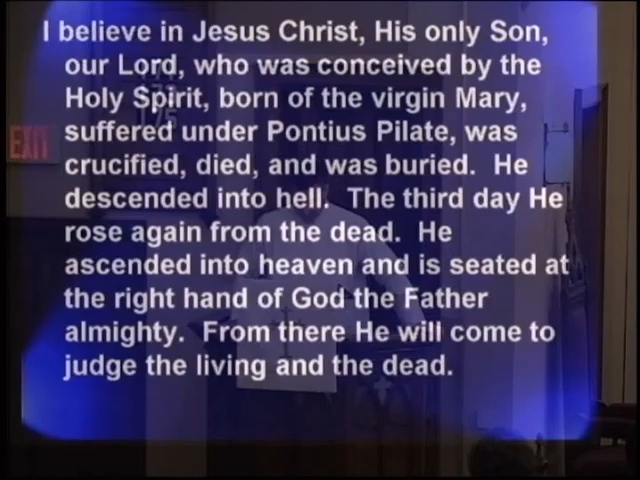 I believe in Jesus Christ, His only Son,
our Lord, who was conceived by the
Holy Spirit, born of the virgin Mary,
suffered under Pontius Pilate, was
EXIT
crucified, died, and was buried.  He
descended into hell.  The third day He
rose again from the dead.  He
ascended into heaven and is seated at
the right hand of God the Father
almighty.  From there He will come to
judge the living and the dead.